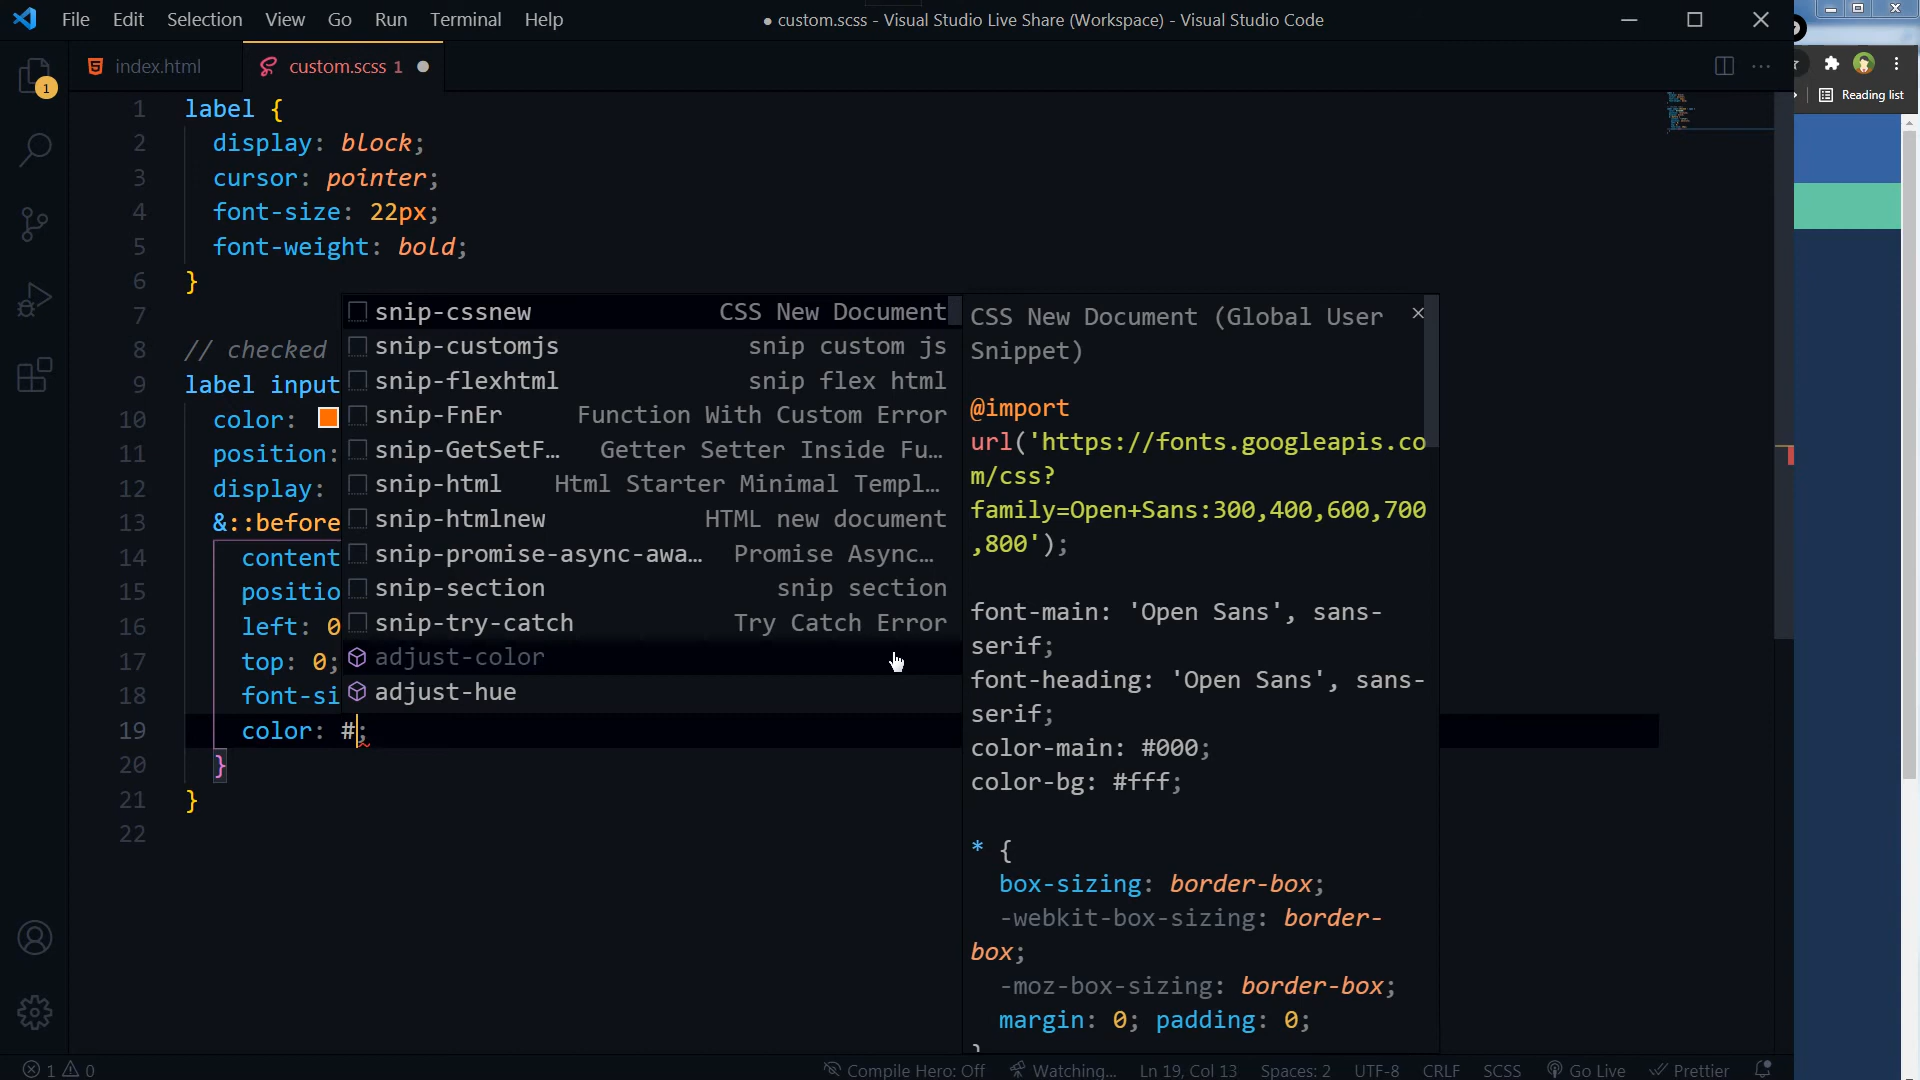 File Edit Selection View Go Run Terminal Help
● custom.scss - Visual Studio Live Share (Workspace) - Visual Studio Code
index.html
custom.scss 1
Reading list
1
1 label {
2 display: block;
3 cursor: pointer;
4 font-size: 22px;
5 font-weight: bold;
6 }
7
8 // checked
9 label input
10 color:
11 position:
12 display:
13 &::before
14 content
15 positio
16 left: 0
17 top: 0;
18 font-si
19 color: #;
20 }
21 }
22
snip-cssnew CSS New Document
snip-customjs snip custom js
snip-flexhtml snip flex html
snip-FnEr Function With Custom Error
snip-GetSetF… Getter Setter Inside Fu…
snip-html Html Starter Minimal Templ…
snip-htmlnew HTML new document
snip-promise-async-awa… Promise Async…
snip-section snip section
snip-try-catch Try Catch Error
adjust-color
adjust-hue
CSS New Document (Global User
Snippet)
@import
url('https://fonts.googleapis.co
m/css?
family=Open+Sans:300,400,600,700
,800');
font-main: 'Open Sans', sans-
serif;
font-heading: 'Open Sans', sans-
serif;
color-main: #000;
color-bg: #fff;
* {
box-sizing: border-box;
-webkit-box-sizing: border-
box;
-moz-box-sizing: border-box;
margin: 0; padding: 0;
}
1 0
Compile Hero: Off Watching... Ln 19, Col 13 Spaces: 2 UTF-8 CRLF SCSS Go Live Prettier